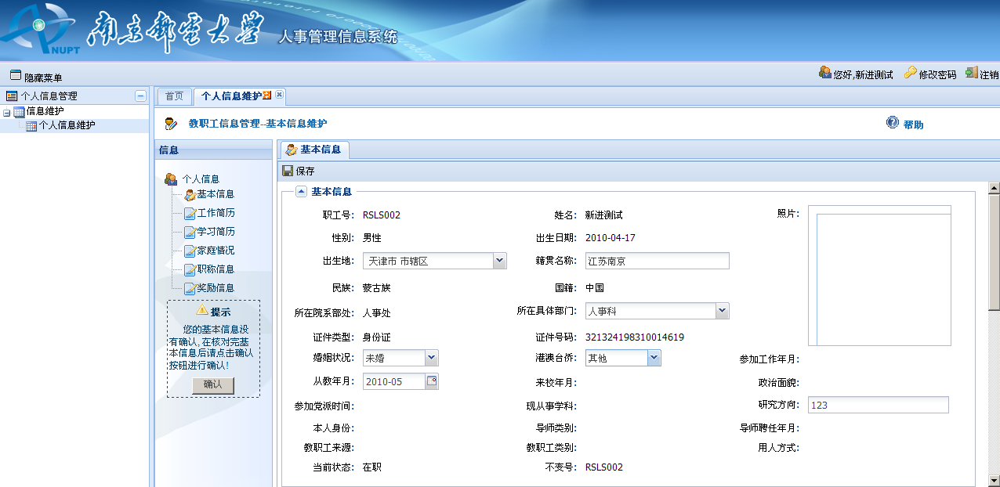 NUPT 南京邮电大学 人事管理信息系统
隐藏菜单 您好,新进测试 修改密码 注销
个人信息管理 首页 个人信息维护
信息维护
个人信息维护 教职工信息管理--基本信息维护 帮助
信息 基本信息
保存
个人信息 基本信息
基本信息
工作简历
学习简历
家庭情况
职称信息
奖励信息
提示
您的基本信息没
有确认,在核对完基
本信息后请点击确认
按钮进行确认!
确认
职工号: RSLS002 姓名: 新进测试 照片:
性别: 男性 出生日期: 2010-04-17
出生地: 天津市 市辖区 籍贯名称: 江苏南京
民族: 蒙古族 国籍: 中国
所在院系部处: 人事处 所在具体部门: 人事科
证件类型: 身份证 证件号码: 321324198310014619
婚姻状况: 未婚 港澳台侨: 其他 参加工作年月:
从教年月: 2010-05 来校年月: 政治面貌:
参加党派时间: 现从事学科: 研究方向: 123
本人身份: 导师类别: 导师聘任年月:
教职工来源: 教职工类别: 用人方式:
当前状态: 在职 不变号: RSLS002